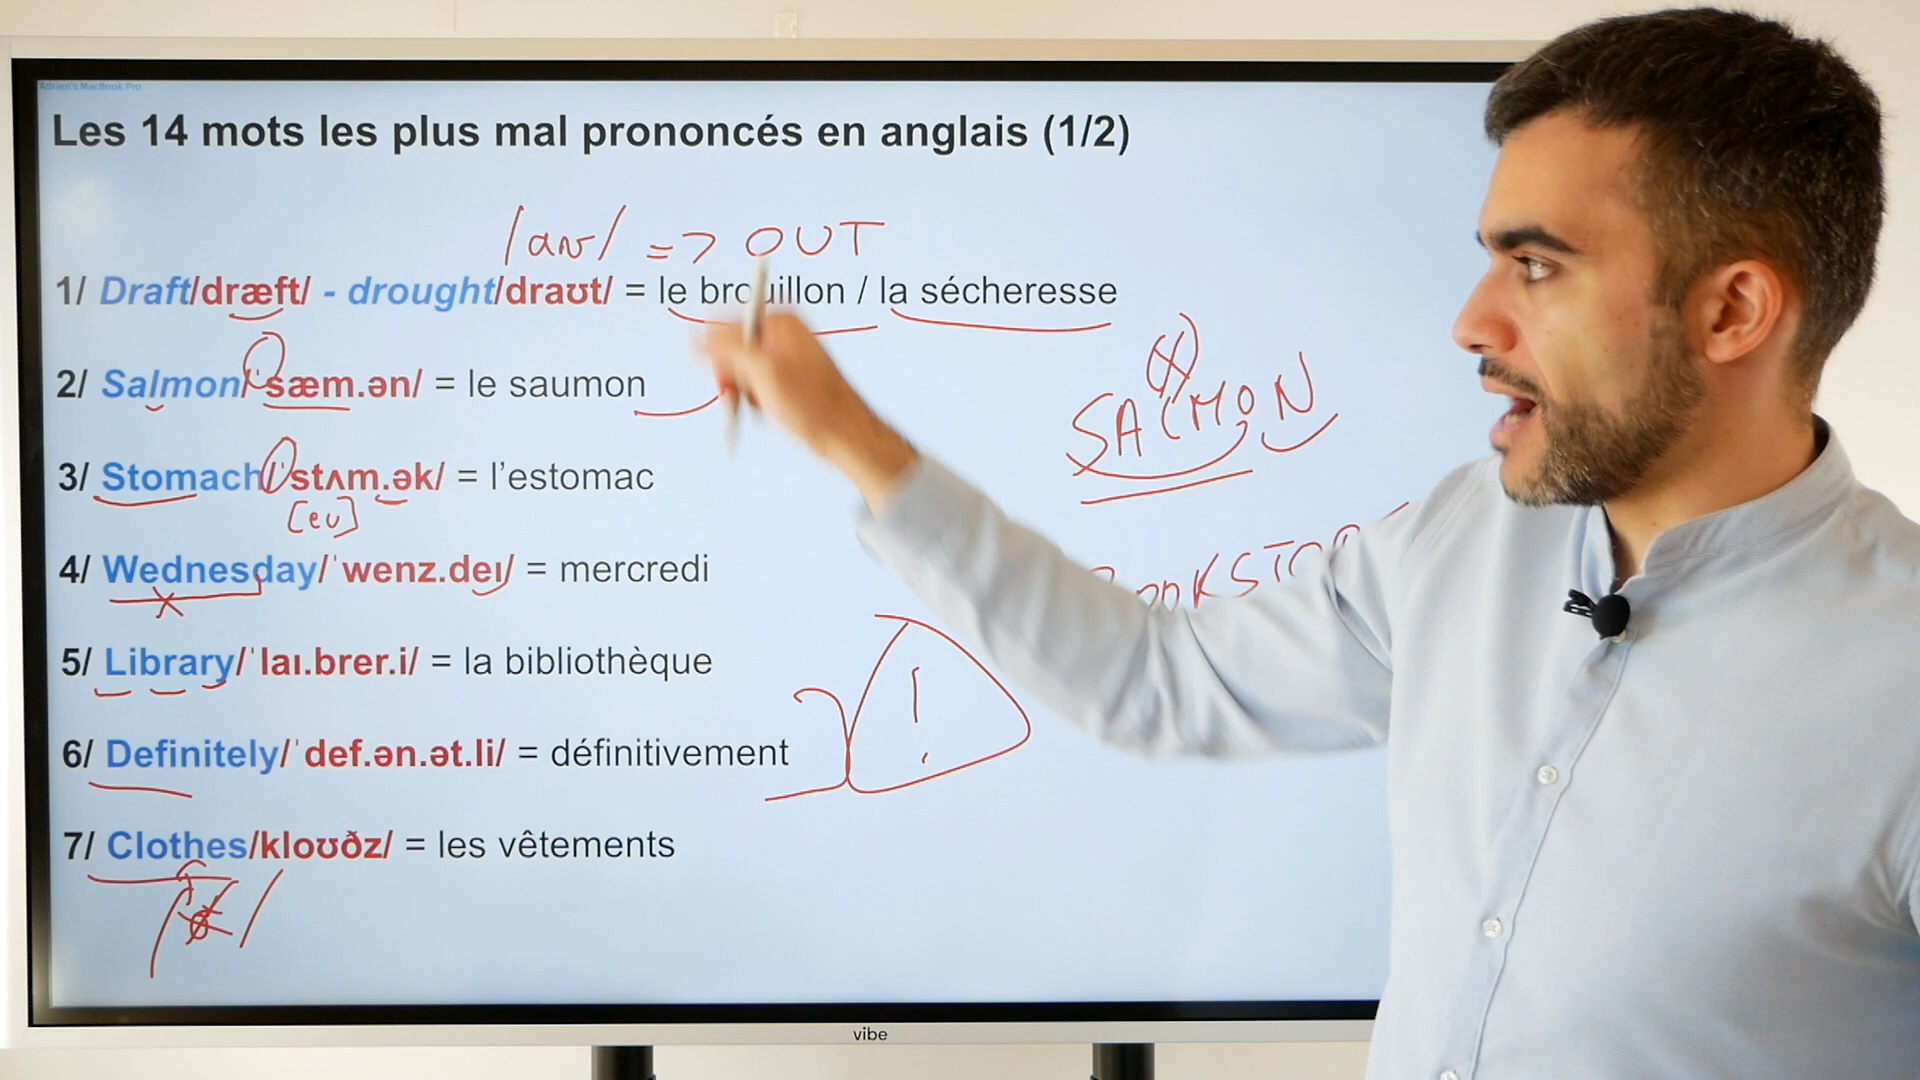 Adrien's MacBook Pro
Les 14 mots les plus mal prononcés en anglais (1/2)
/aʊ/ => OUT
1/ Draft/dræft/ - drought/draʊt/ = le brouillon / la sécheresse
2/ Salmon/ˈsæm.ən/ = le saumon
SALMON
3/ Stomach/ˈstʌm.ək/ = l’estomac
[eu]
4/ Wednesday/ˈwenz.deɪ/ = mercredi
5/ Library/ˈlaɪ.brer.i/ = la bibliothèque
!
6/ Definitely/ˈdef.ən.ət.li/ = définitivement
7/ Clothes/kloʊðz/ = les vêtements
vibe